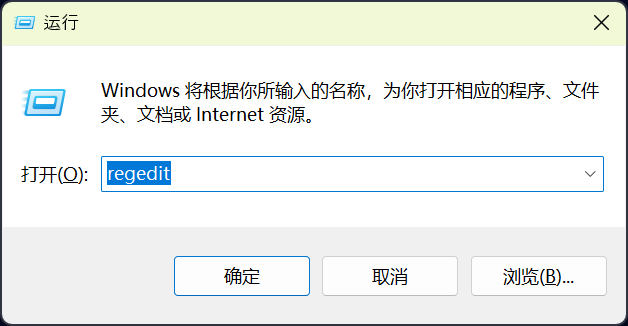 运行
Windows 将根据你所输入的名称，为你打开相应的程序、文件
夹、文档或 Internet 资源。
打开(O): regedit
确定 取消 浏览(B)...